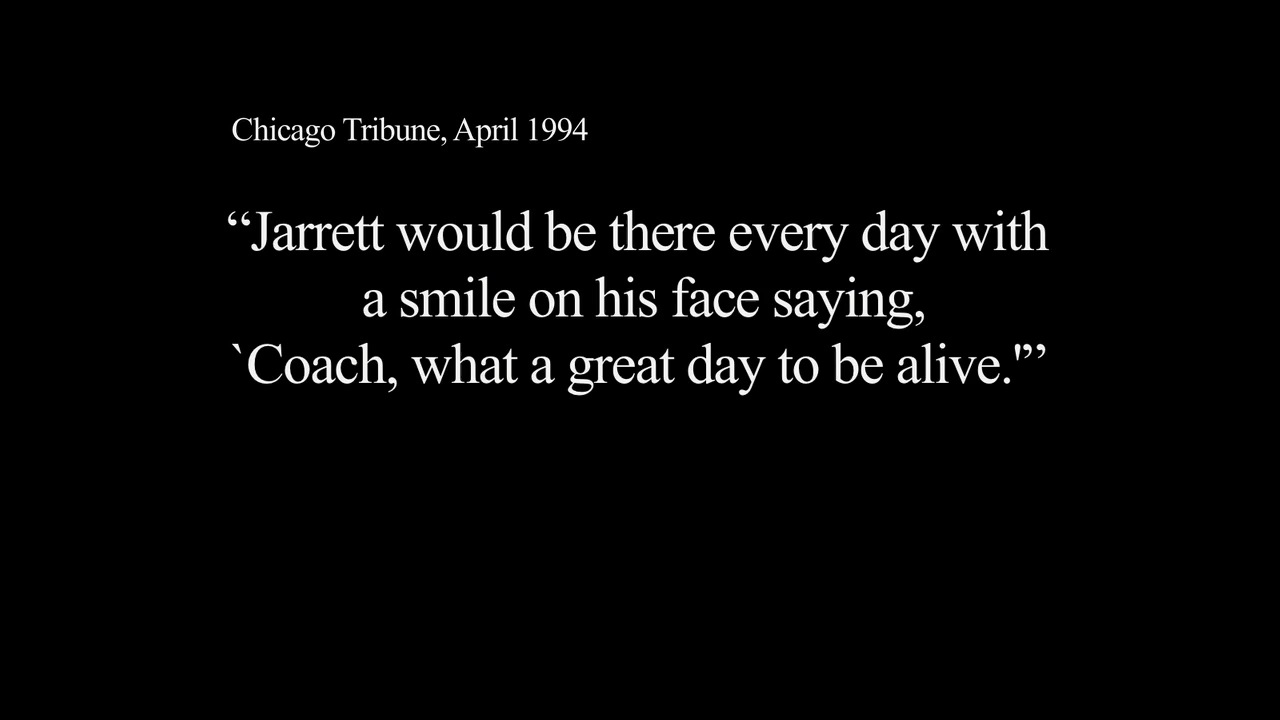 Chicago Tribune, April 1994
“Jarrett would be there every day with
a smile on his face saying,
`Coach, what a great day to be alive.'”